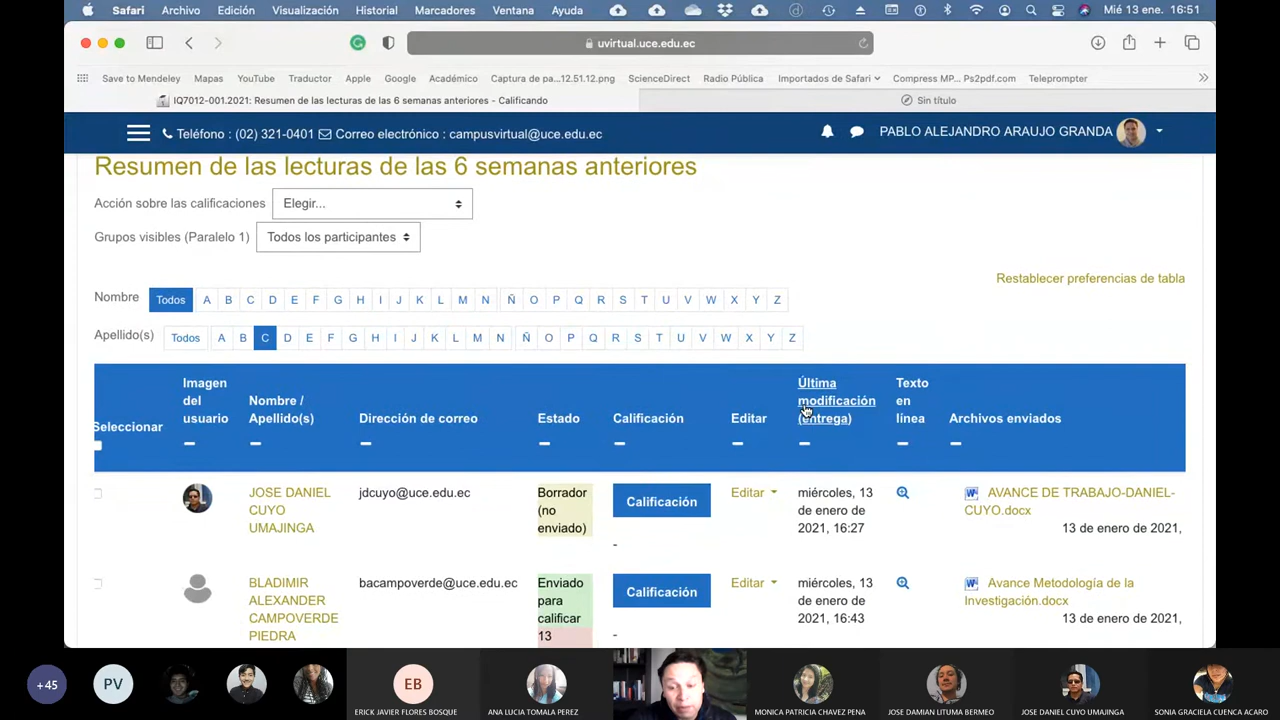 Safari Archivo Edición Visualización Historial Marcadores Ventana Ayuda Mié 13 ene. 16:51
uvirtual.uce.edu.ec
Save to Mendeley Mapas YouTube Traductor Apple Google Académico Captura de pa...12.51.12.png ScienceDirect Radio Pública Importados de Safari Compress MP... Ps2pdf.com Teleprompter
IQ7012-001.2021: Resumen de las lecturas de las 6 semanas anteriores - Calificando Sin título
Teléfono : (02) 321-0401 Correo electrónico : campusvirtual@uce.edu.ec PABLO ALEJANDRO ARAUJO GRANDA
Resumen de las lecturas de las 6 semanas anteriores
Acción sobre las calificaciones Elegir...
Grupos visibles (Paralelo 1) Todos los participantes
Restablecer preferencias de tabla
Nombre Todos A B C D E F G H I J K L M N Ñ O P Q R S T U V W X Y Z
Apellido(s) Todos A B C D E F G H I J K L M N Ñ O P Q R S T U V W X Y Z
Seleccionar
Imagen
del
usuario
Nombre /
Apellido(s)
Dirección de correo
Estado
Calificación
Editar
Última
modificación
(entrega)
Texto
en
línea
Archivos enviados
JOSE DANIEL
CUYO
UMAJINGA
jdcuyo@uce.edu.ec
Borrador
(no
enviado)
Calificación
-
Editar
miércoles, 13
de enero de
2021, 16:27
AVANCE DE TRABAJO-DANIEL-
CUYO.docx
13 de enero de 2021,
BLADIMIR
ALEXANDER
CAMPOVERDE
PIEDRA
bacampoverde@uce.edu.ec
Enviado
para
calificar
13
Calificación
-
Editar
miércoles, 13
de enero de
2021, 16:43
Avance Metodología de la
Investigación.docx
13 de enero de 2021,
+45
PV
EB
ERICK JAVIER FLORES BOSQUE
ANA LUCIA TOMALA PEREZ
MONICA PATRICIA CHAVEZ PENA
JOSE DAMIAN LITUMA BERMEO
JOSE DANIEL CUYO UMAJINGA
SONIA GRACIELA CUENCA ACARO